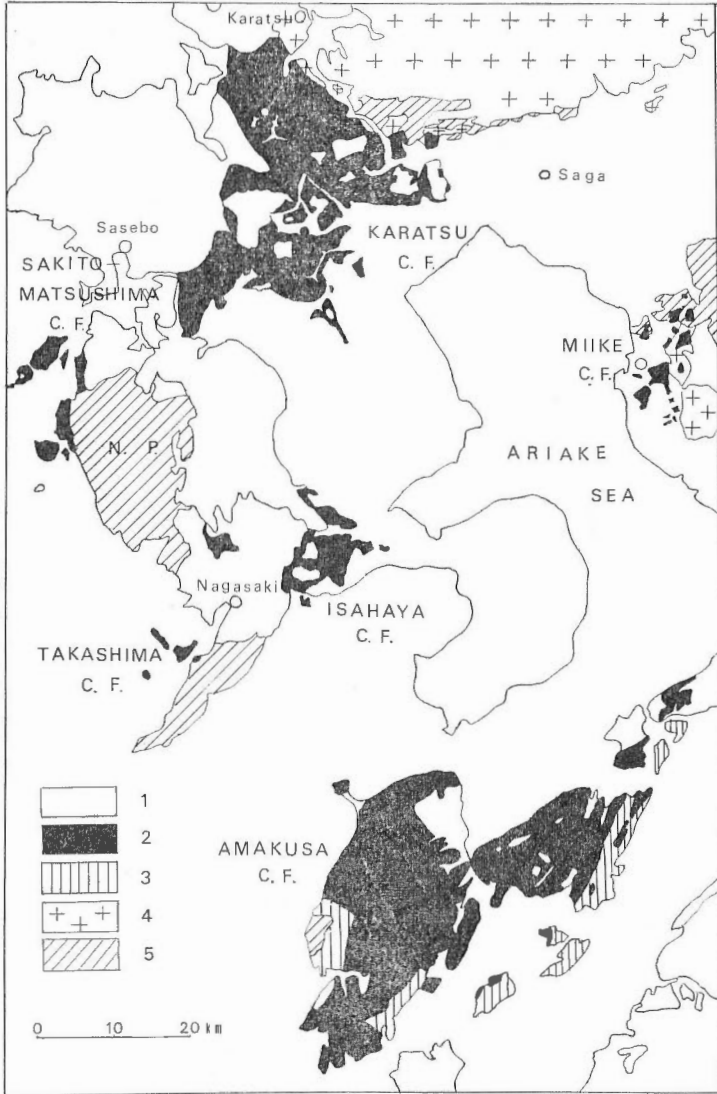 Karatsu
Saga
KARATSU
C. F.
Sasebo
SAKITO
MATSUSHIMA
C. F.
MIIKE
C. F.
N. P.
ARIAKE
SEA
Nagasaki
ISAHAYA
C. F.
TAKASHIMA
C. F.
AMAKUSA
C. F.
1
2
3
4
5
0 10 20 km